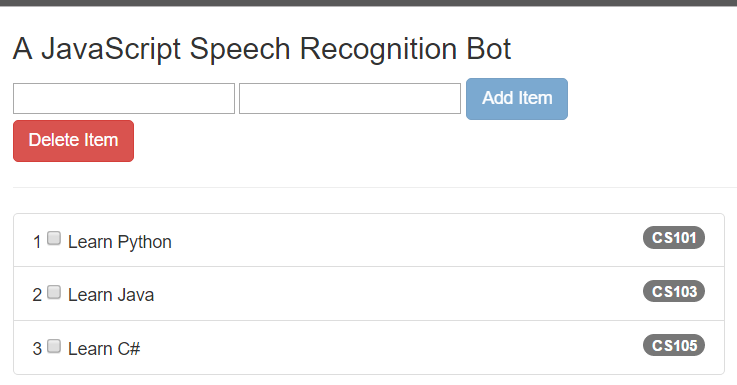 A JavaScript Speech Recognition Bot
Add Item
Delete Item
1 Learn Python CS101
2 Learn Java CS103
3 Learn C# CS105